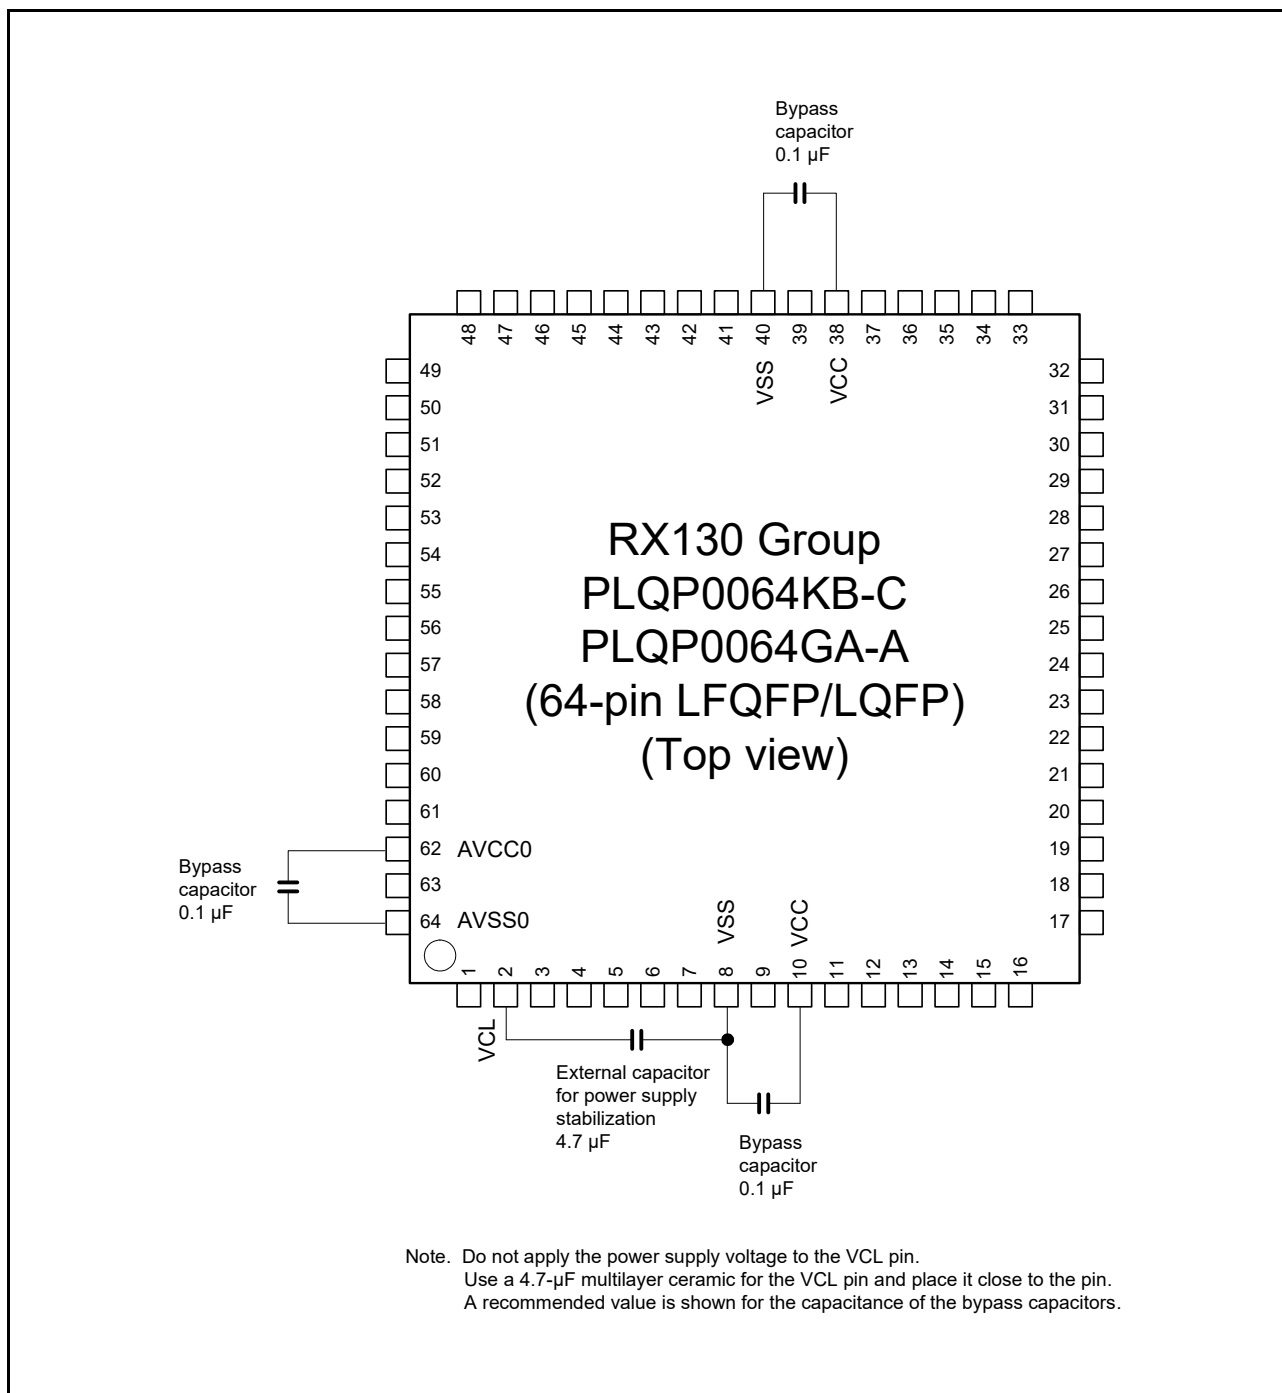 Bypass
capacitor
0.1 µF
48 47 46 45 44 43 42 41 40 39 38 37 36 35 34 33
VSS VCC
49
50
51
52
53
54
55
56
57
58
59
60
61
62 AVCC0
63
64 AVSS0
32
31
30
29
28
27
26
25
24
23
22
21
20
19
18
17
RX130 Group
PLQP0064KB-C
PLQP0064GA-A
(64-pin LFQFP/LQFP)
(Top view)
Bypass
capacitor
0.1 µF
VSS VCC
1 2 3 4 5 6 7 8 9 10 11 12 13 14 15 16
VCL
External capacitor
for power supply
stabilization
4.7 µF
Bypass
capacitor
0.1 µF
Note. Do not apply the power supply voltage to the VCL pin.
Use a 4.7-µF multilayer ceramic for the VCL pin and place it close to the pin.
A recommended value is shown for the capacitance of the bypass capacitors.